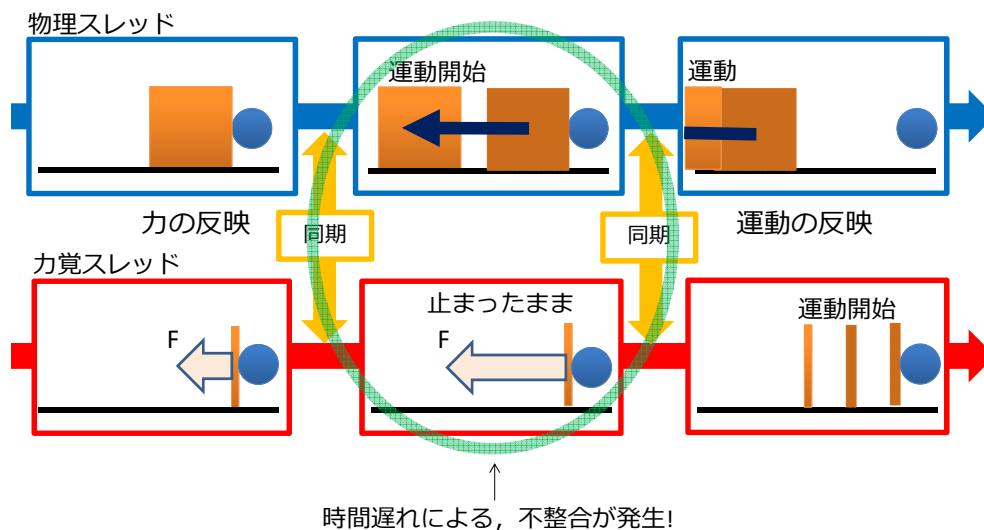 物理スレッド
運動開始
運動
力の反映
同期
同期
運動の反映
力覚スレッド
F
止まったまま
F
運動開始
時間遅れによる，不整合が発生!